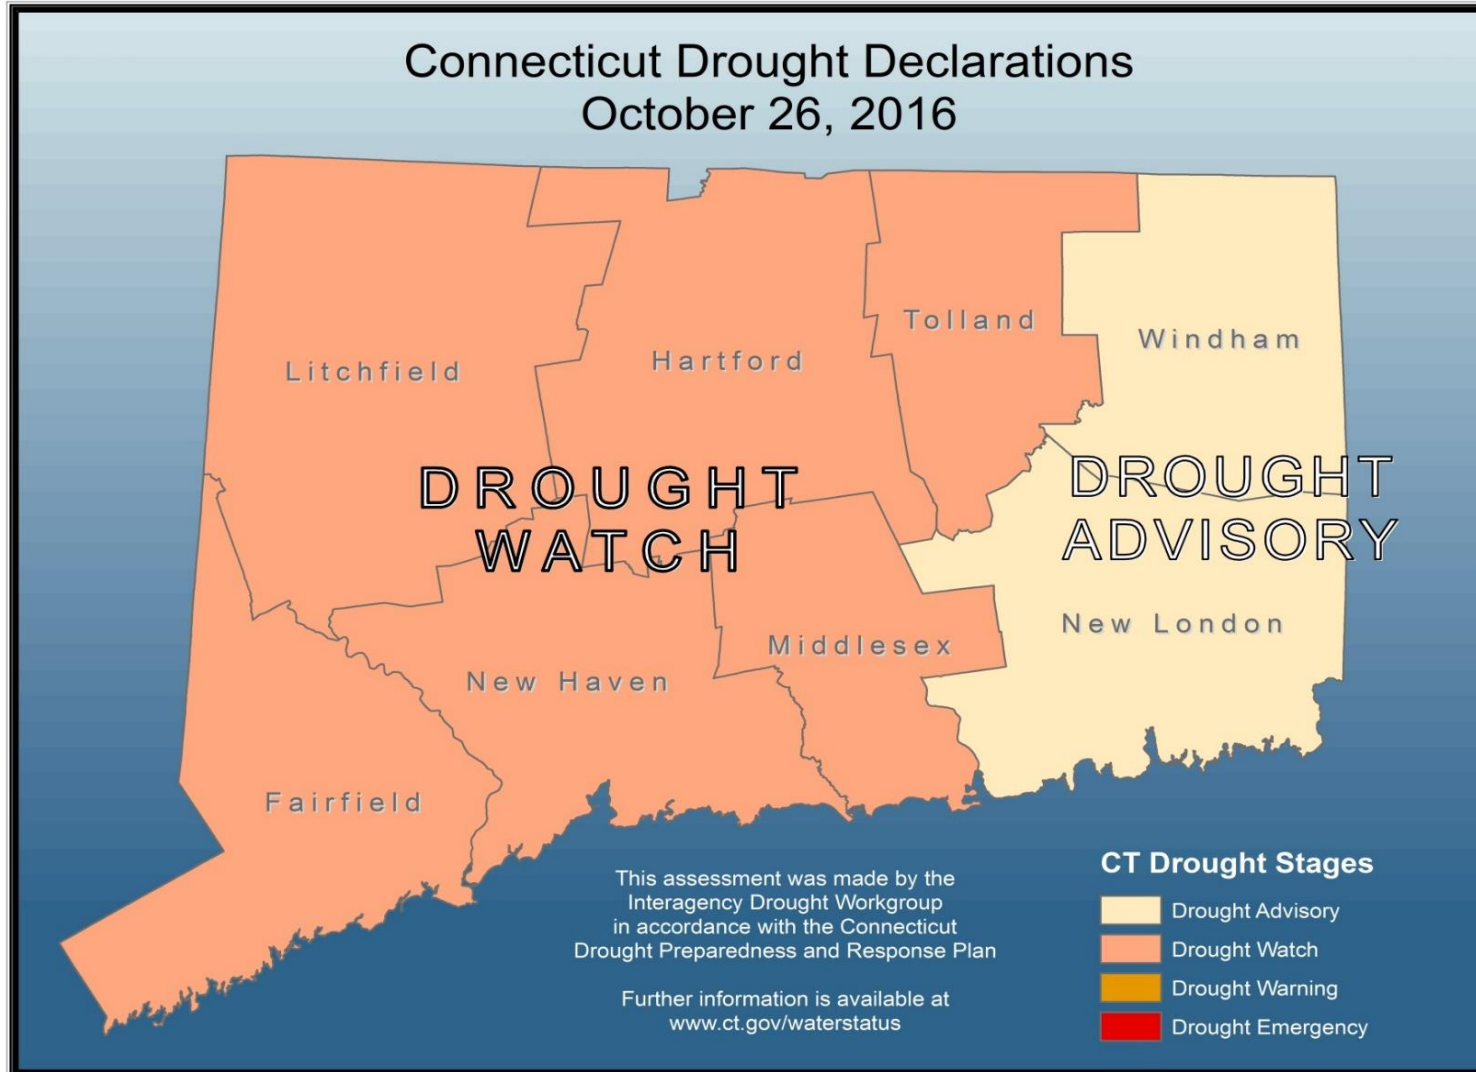 Connecticut Drought Declarations
October 26, 2016
Litchfield
Hartford
Tolland
Windham
DROUGHT
WATCH
DROUGHT
ADVISORY
New London
Middlesex
New Haven
Fairfield
This assessment was made by the
Interagency Drought Workgroup
in accordance with the Connecticut
Drought Preparedness and Response Plan
Further information is available at
www.ct.gov/waterstatus
CT Drought Stages
Drought Advisory
Drought Watch
Drought Warning
Drought Emergency